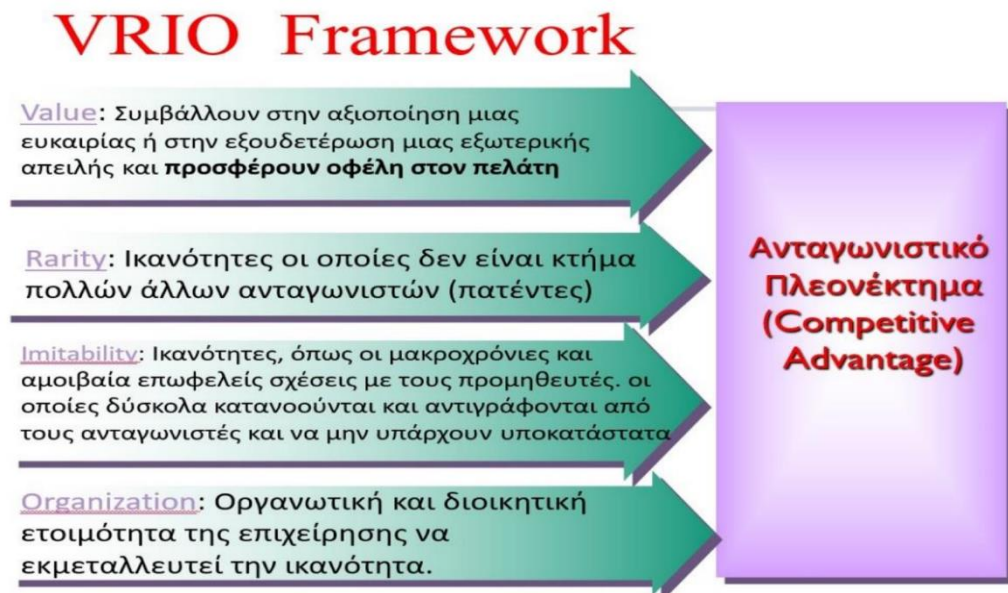 VRIO Framework
Value: Συμβάλλουν στην αξιοποίηση μιας
ευκαιρίας ή στην εξουδετέρωση μιας εξωτερικής
απειλής και προσφέρουν οφέλη στον πελάτη
Rarity: Ικανότητες οι οποίες δεν είναι κτήμα
πολλών άλλων ανταγωνιστών (πατέντες)
Imitability: Ικανότητες, όπως οι μακροχρόνιες και
αμοιβαία επωφελείς σχέσεις με τους προμηθευτές. οι
οποίες δύσκολα κατανοούνται και αντιγράφονται από
τους ανταγωνιστές και να μην υπάρχουν υποκατάστατα
Organization: Οργανωτική και διοικητική
ετοιμότητα της επιχείρησης να
εκμεταλλευτεί την ικανότητα.
Ανταγωνιστικό
Πλεονέκτημα
(Competitive
Advantage)